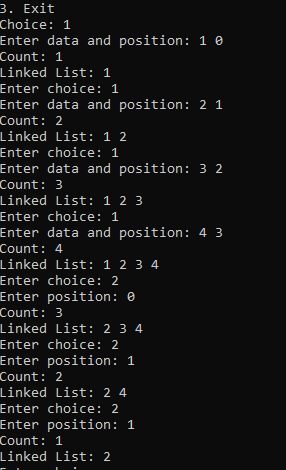 3. Exit
Choice: 1
Enter data and position: 1 0
Count: 1
Linked List: 1
Enter choice: 1
Enter data and position: 2 1
Count: 2
Linked List: 1 2
Enter choice: 1
Enter data and position: 3 2
Count: 3
Linked List: 1 2 3
Enter choice: 1
Enter data and position: 4 3
Count: 4
Linked List: 1 2 3 4
Enter choice: 2
Enter position: 0
Count: 3
Linked List: 2 3 4
Enter choice: 2
Enter position: 1
Count: 2
Linked List: 2 4
Enter choice: 2
Enter position: 1
Count: 1
Linked List: 2